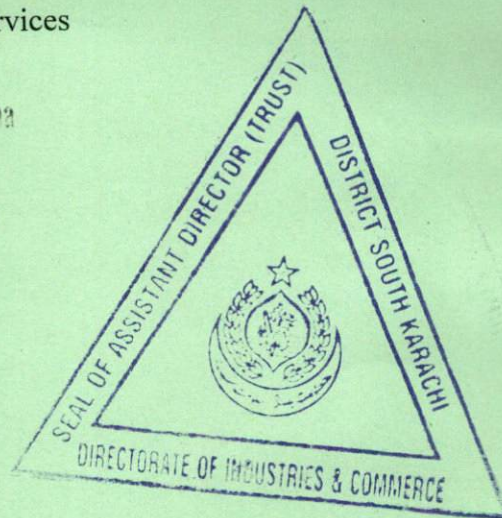 rvices
SEAL OF ASSISTANT DIRECTOR (TRUST)
DISTRICT SOUTH KARACHI
DIRECTORATE OF INDUSTRIES & COMMERCE